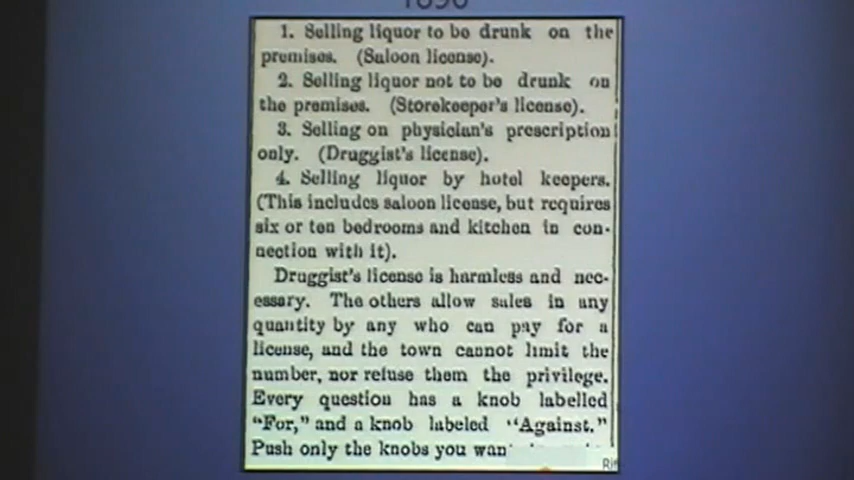 1896
1. Selling liquor to be drunk on the
premises. (Saloon license).
2. Selling liquor not to be drunk on
the premises. (Storekeeper's license).
3. Selling on physician's prescription
only. (Druggist's license).
4. Selling liquor by hotel keepers.
(This includes saloon license, but requires
six or ten bedrooms and kitchen in con-
nection with it).
Druggist's license is harmless and nec-
essary. The others allow sales in any
quantity by any who can pay for a
license, and the town cannot limit the
number, nor refuse them the privilege.
Every question has a knob labelled
"For," and a knob labeled "Against."
Push only the knobs you